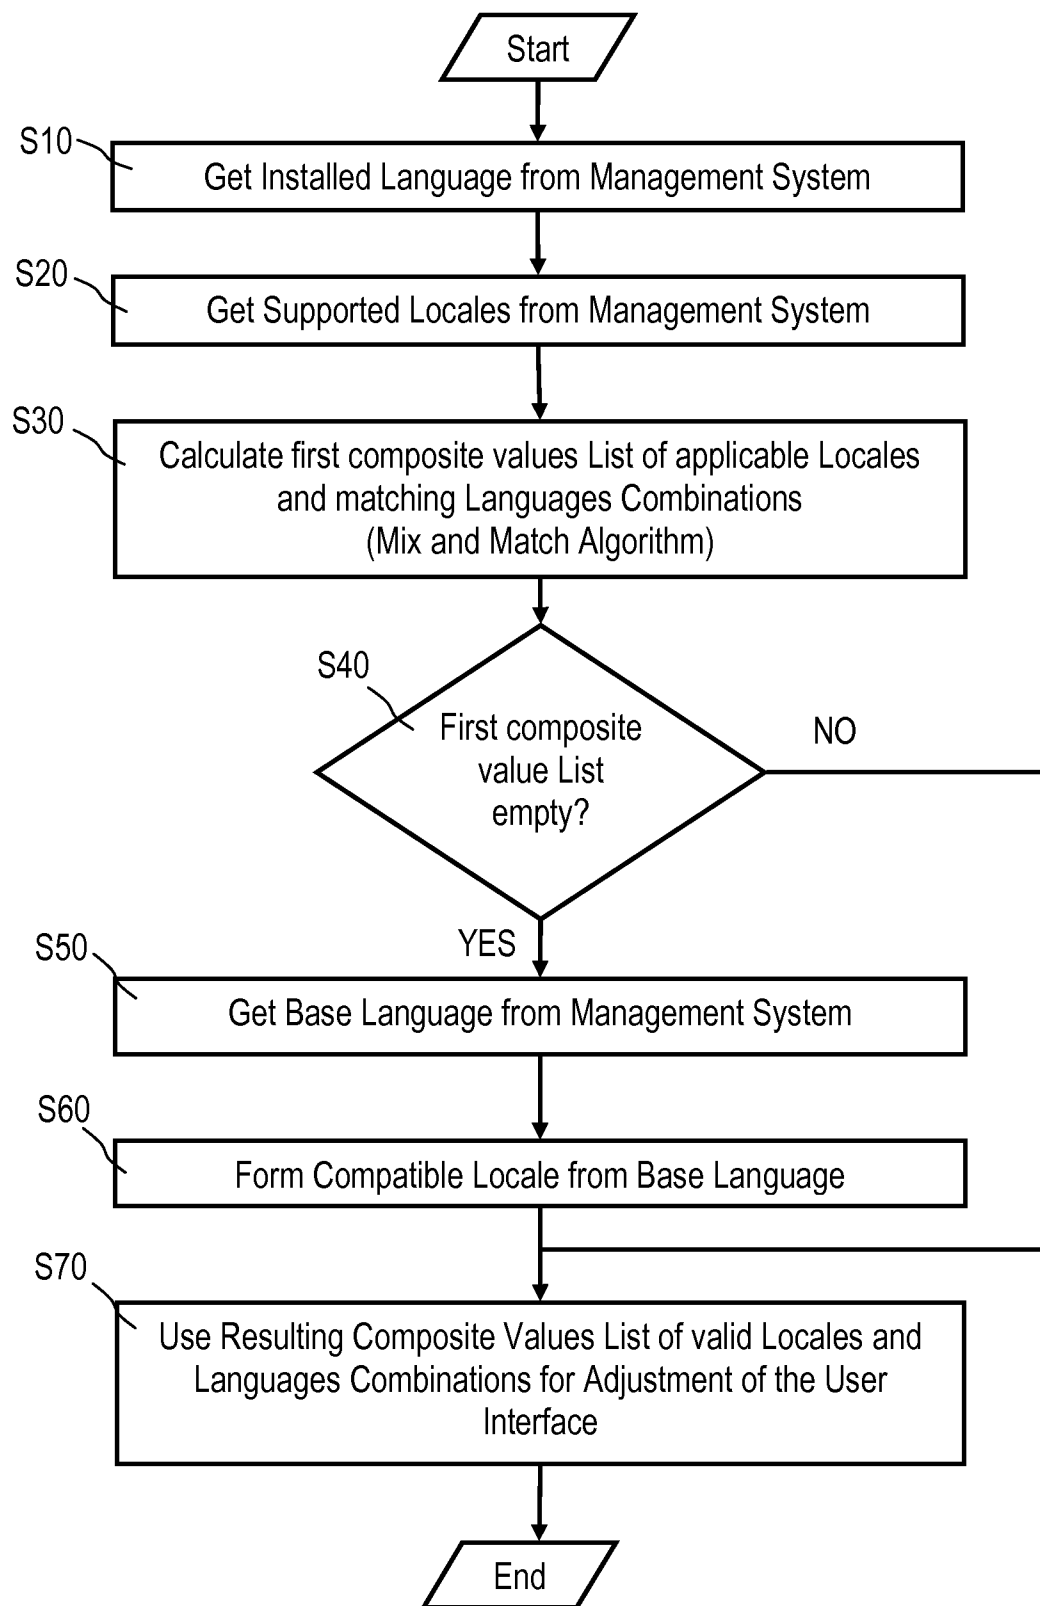 Start
S10
Get Installed Language from Management System
S20
Get Supported Locales from Management System
S30
Calculate first composite values List of applicable Locales
and matching Languages Combinations
(Mix and Match Algorithm)
S40
First composite
value List
empty?
NO
YES
S50
Get Base Language from Management System
S60
Form Compatible Locale from Base Language
S70
Use Resulting Composite Values List of valid Locales and
Languages Combinations for Adjustment of the User
Interface
End